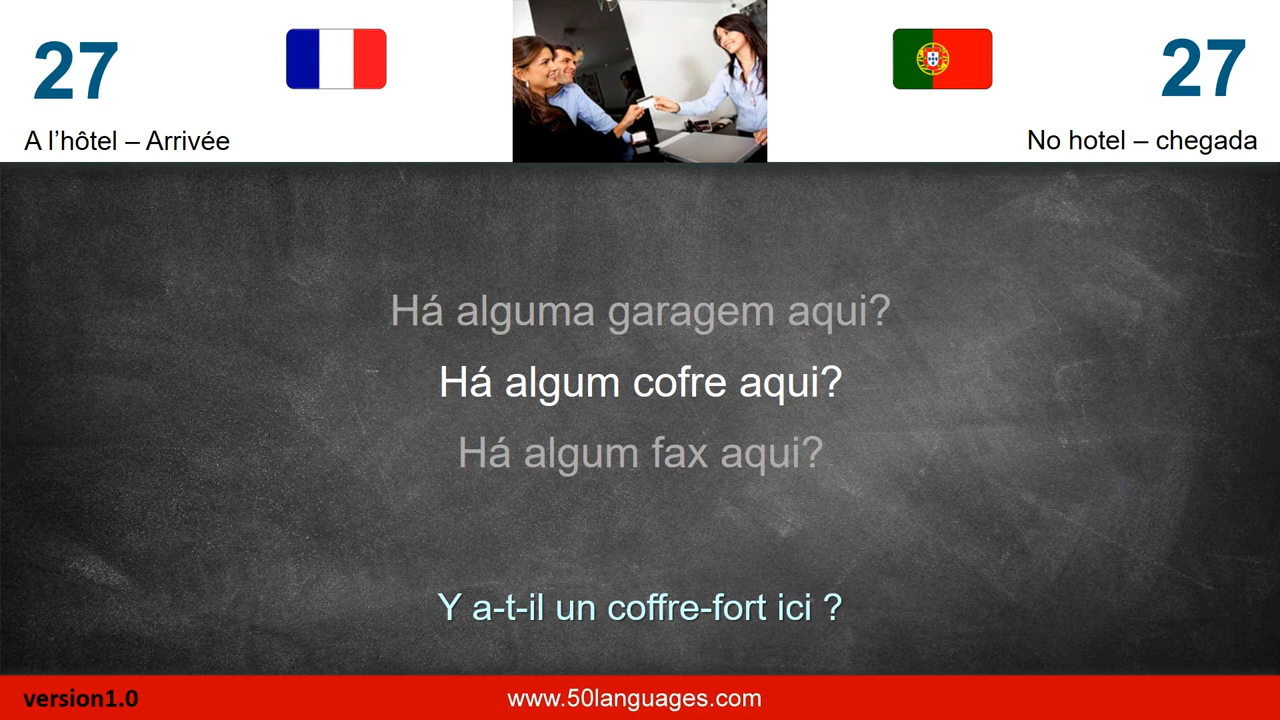 27
27
A l’hôtel – Arrivée
No hotel – chegada
Há alguma garagem aqui?
Há algum cofre aqui?
Há algum fax aqui?
Y a-t-il un coffre-fort ici ?
version1.0
www.50languages.com